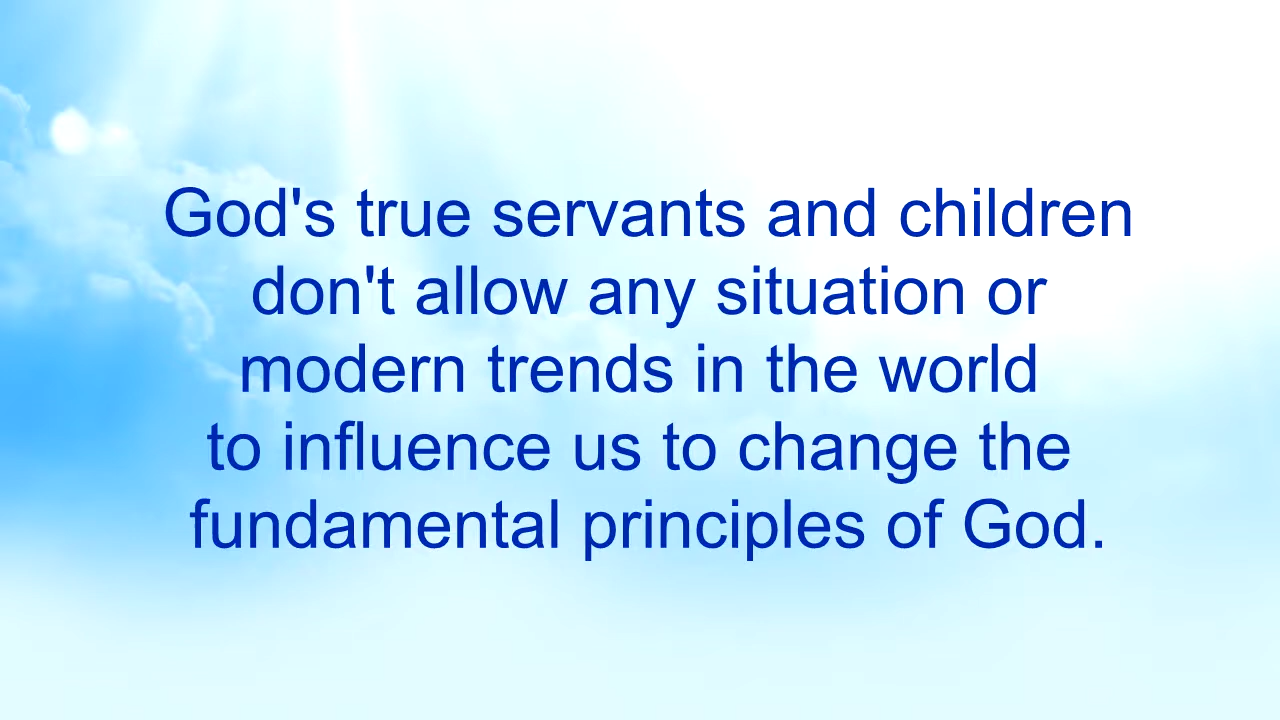 God's true servants and children
don't allow any situation or
modern trends in the world
to influence us to change the
fundamental principles of God.